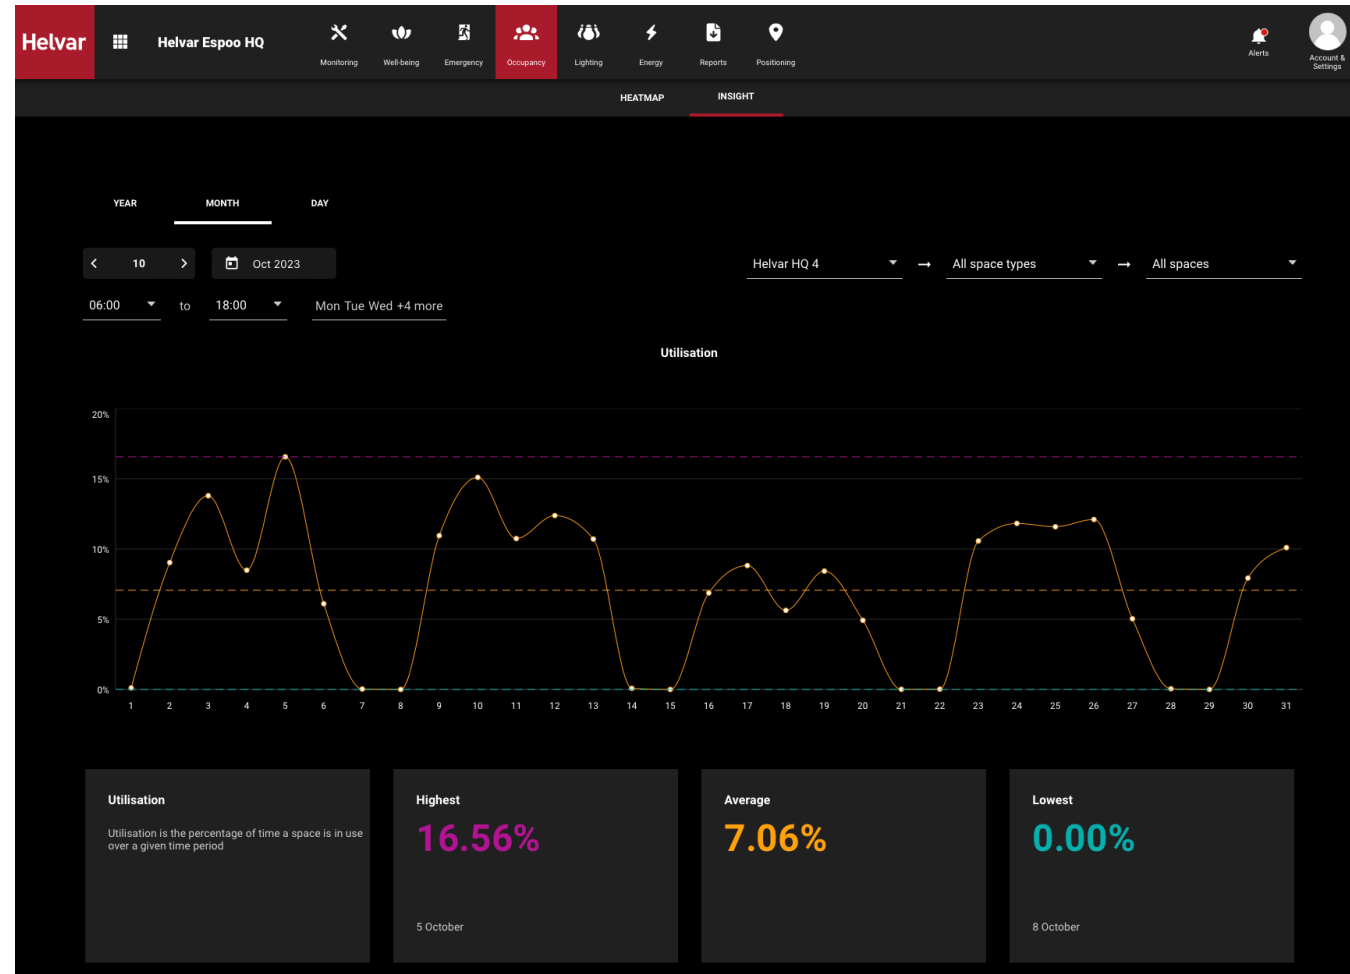 Helvar
Helvar Espoo HQ
Monitoring
Well-being
Emergency
Occupancy
Lighting
Energy
Reports
Positioning
Alerts
Account &
Settings
HEATMAP
INSIGHT
YEAR
MONTH
DAY
10
Oct 2023
Helvar HQ 4
All space types
All spaces
06:00
to
18:00
Mon Tue Wed +4 more
Utilisation
20%
15%
10%
5%
0%
1 2 3 4 5 6 7 8 9 10 11 12 13 14 15 16 17 18 19 20 21 22 23 24 25 26 27 28 29 30 31
Utilisation
Utilisation is the percentage of time a space is in use
over a given time period
Highest
16.56%
5 October
Average
7.06%
Lowest
0.00%
8 October